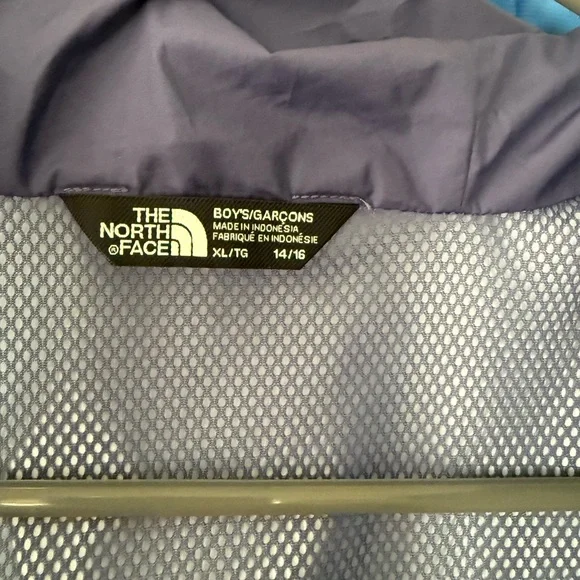 THE
NORTH
FACE
BOY'S/GARÇONS
MADE IN INDONESIA
FABRIQUÉ EN INDONÉSIE
XL/TG 14/16